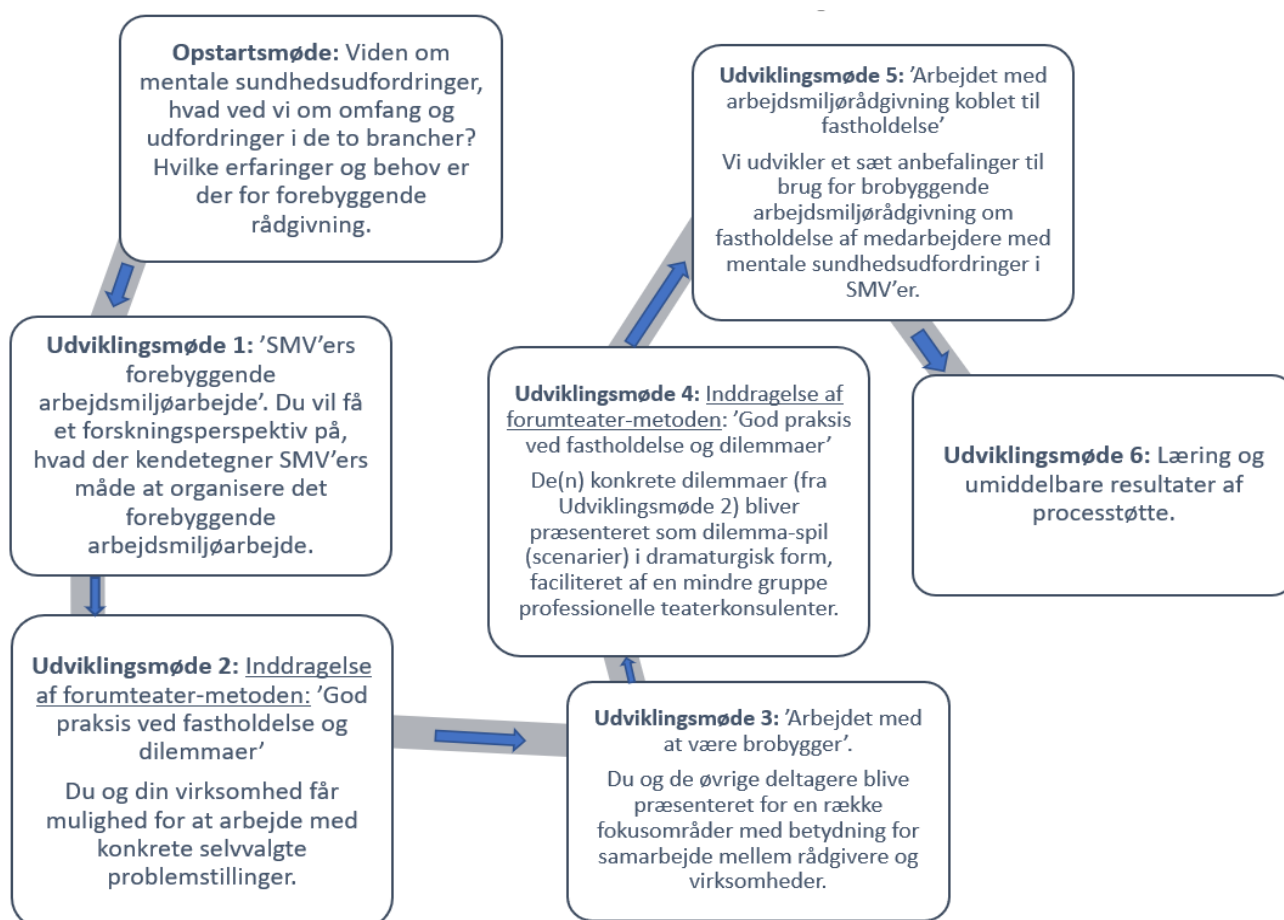 Opstartsmøde: Viden om
mentale sundhedsudfordringer,
hvad ved vi om omfang og
udfordringer i de to brancher?
Hvilke erfaringer og behov er
der for forebyggende
rådgivning.
Udviklingsmøde 1: ’SMV’ers
forebyggende
arbejdsmiljøarbejde’. Du vil få
et forskningsperspektiv på,
hvad der kendetegner SMV’ers
måde at organisere det
forebyggende
arbejdsmiljøarbejde.
Udviklingsmøde 2: Inddragelse
af forumteater-metoden: ’God
praksis ved fastholdelse og
dilemmaer’
Du og din virksomhed får
mulighed for at arbejde med
konkrete selvvalgte
problemstillinger.
Udviklingsmøde 3: ’Arbejdet med
at være brobygger’.
Du og de øvrige deltagere blive
præsenteret for en række
fokusområder med betydning for
samarbejde mellem rådgivere og
virksomheder.
Udviklingsmøde 4: Inddragelse af
forumteater-metoden: ’God praksis
ved fastholdelse og dilemmaer’
De(n) konkrete dilemmaer (fra
Udviklingsmøde 2) bliver
præsenteret som dilemma-spil
(scenarier) i dramaturgisk form,
faciliteret af en mindre gruppe
professionelle teaterkonsulenter.
Udviklingsmøde 5: ’Arbejdet med
arbejdsmiljørådgivning koblet til
fastholdelse’
Vi udvikler et sæt anbefalinger til
brug for brobyggende
arbejdsmiljørådgivning om
fastholdelse af medarbejdere med
mentale sundhedsudfordringer i
SMV’er.
Udviklingsmøde 6: Læring og
umiddelbare resultater af
processtøtte.